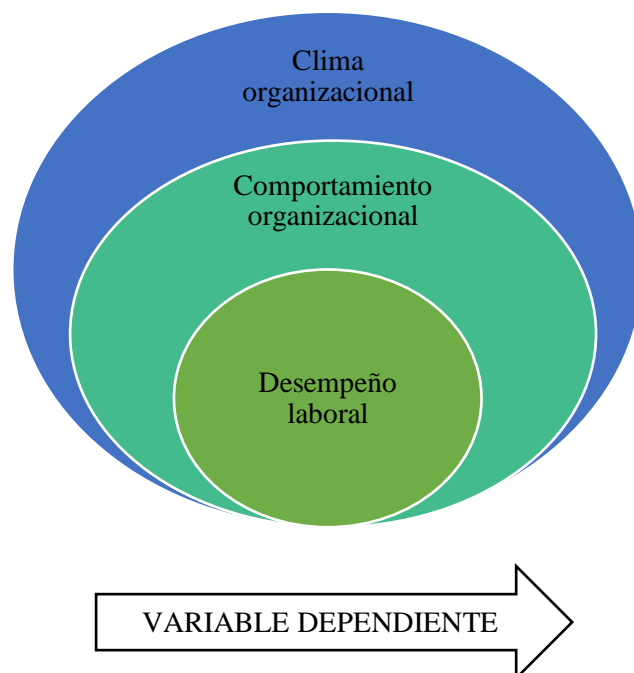 Clima
organizacional
Comportamiento
organizacional
Desempeño
laboral
VARIABLE DEPENDIENTE